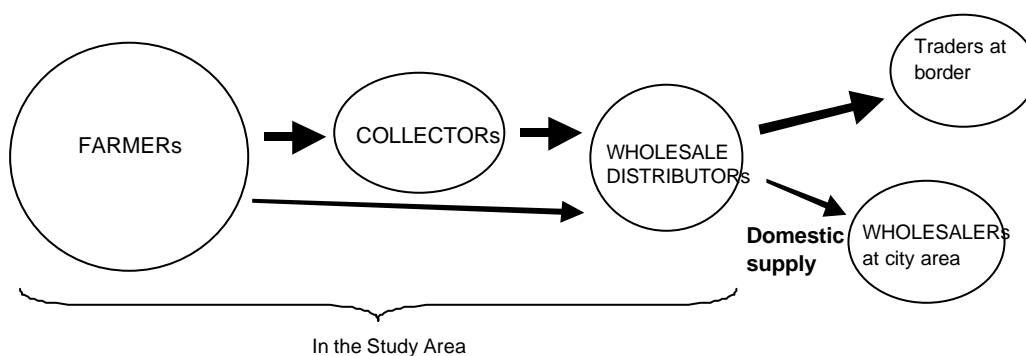 FARMERs
COLLECTORs
WHOLESALE
DISTRIBUTORs
Traders at
border
Domestic
supply
WHOLESALERs
at city area
In the Study Area